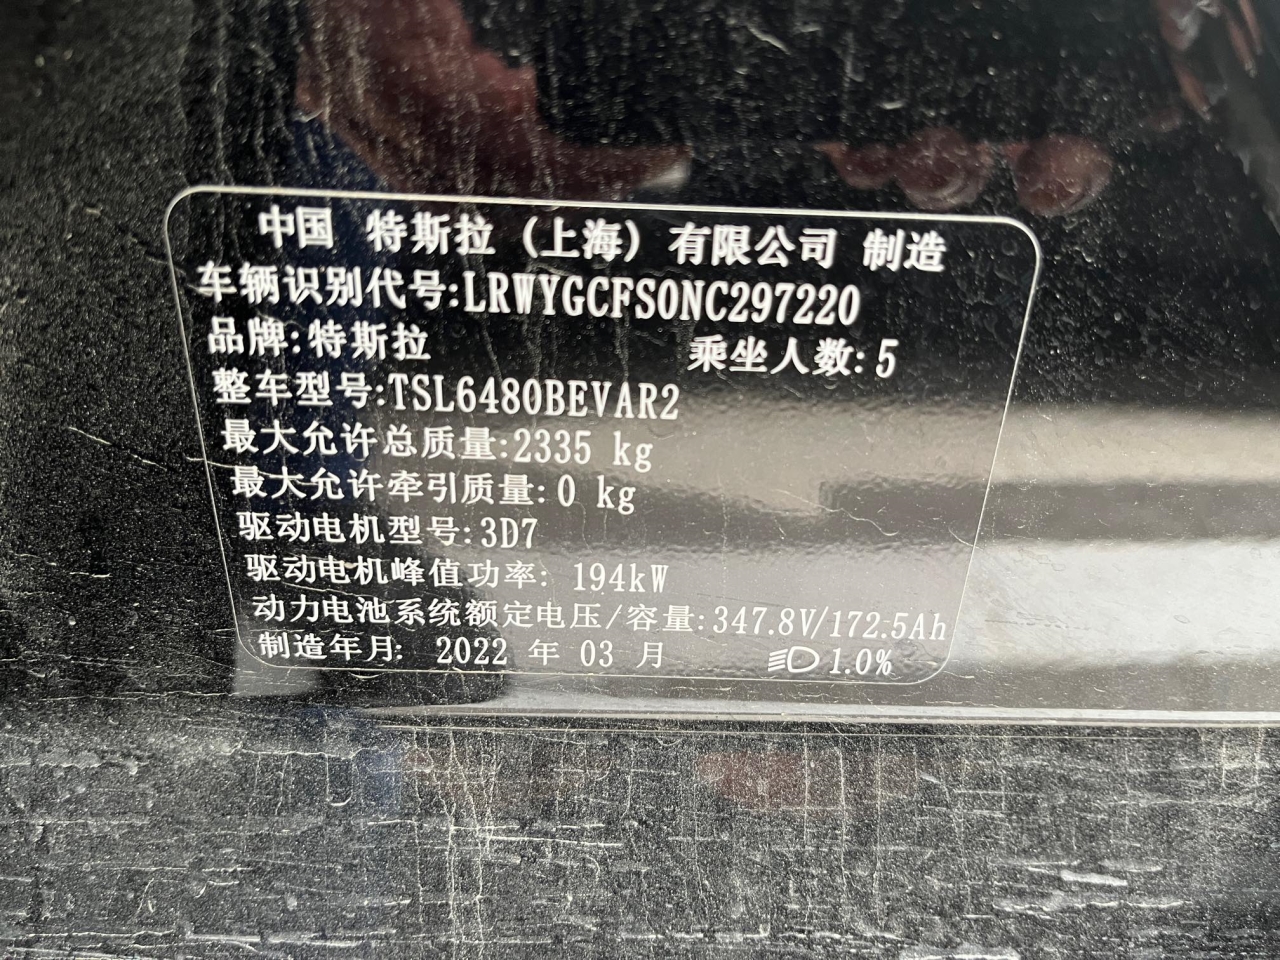 中国 特斯拉（上海）有限公司 制造
车辆识别代号:LRWYGCFS0NC297220
品牌:特斯拉 乘坐人数:5
整车型号:TSL6480BEVAR2
最大允许总质量:2335 kg
最大允许牵引质量: 0 kg
驱动电机型号:3D7
驱动电机峰值功率: 194kW
动力电池系统额定电压/容量:347.8V/172.5Ah
制造年月: 2022 年 03 月 1.0%